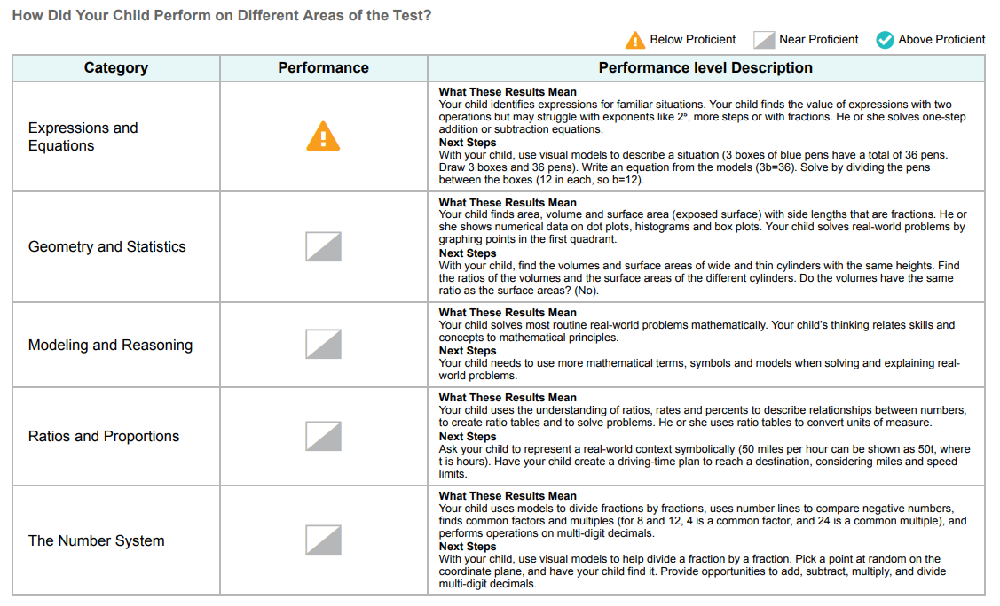 How Did Your Child Perform on Different Areas of the Test?
Below Proficient
Near Proficient
Above Proficient
Category
Performance
Performance level Description
Expressions and
Equations
What These Results Mean
Your child identifies expressions for familiar situations. Your child finds the value of expressions with two
operations but may struggle with exponents like 2⁵, more steps or with fractions. He or she solves one-step
addition or subtraction equations.
Next Steps
With your child, use visual models to describe a situation (3 boxes of blue pens have a total of 36 pens.
Draw 3 boxes and 36 pens). Write an equation from the models (3b=36). Solve by dividing the pens
between the boxes (12 in each, so b=12).
Geometry and Statistics
What These Results Mean
Your child finds area, volume and surface area (exposed surface) with side lengths that are fractions. He or
she shows numerical data on dot plots, histograms and box plots. Your child solves real-world problems by
graphing points in the first quadrant.
Next Steps
With your child, find the volumes and surface areas of wide and thin cylinders with the same heights. Find
the ratios of the volumes and the surface areas of the different cylinders. Do the volumes have the same
ratio as the surface areas? (No).
Modeling and Reasoning
What These Results Mean
Your child solves most routine real-world problems mathematically. Your child's thinking relates skills and
concepts to mathematical principles.
Next Steps
Your child needs to use more mathematical terms, symbols and models when solving and explaining real-
world problems.
Ratios and Proportions
What These Results Mean
Your child uses the understanding of ratios, rates and percents to describe relationships between numbers,
to create ratio tables and to solve problems. He or she uses ratio tables to convert units of measure.
Next Steps
Ask your child to represent a real-world context symbolically (50 miles per hour can be shown as 50t, where
t is hours). Have your child create a driving-time plan to reach a destination, considering miles and speed
limits.
The Number System
What These Results Mean
Your child uses models to divide fractions by fractions, uses number lines to compare negative numbers,
finds common factors and multiples (for 8 and 12, 4 is a common factor, and 24 is a common multiple), and
performs operations on multi-digit decimals.
Next Steps
With your child, use visual models to help divide a fraction by a fraction. Pick a point at random on the
coordinate plane, and have your child find it. Provide opportunities to add, subtract, multiply, and divide
multi-digit decimals.